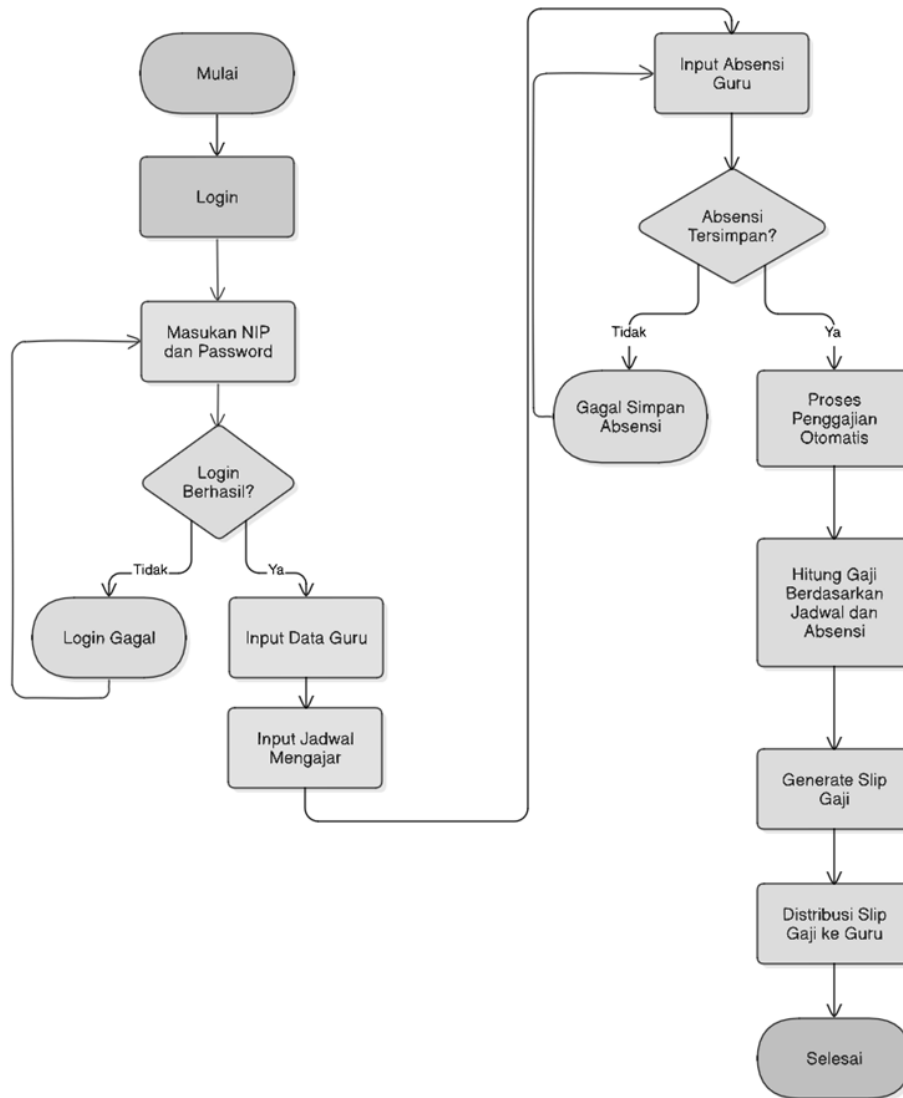 Mulai
Login
Masukan NIP
dan Password
Login
Berhasil?
Tidak
Ya
Login Gagal
Input Data Guru
Input Jadwal
Mengajar
Input Absensi
Guru
Absensi
Tersimpan?
Tidak
Ya
Gagal Simpan
Absensi
Proses
Penggajian
Otomatis
Hitung Gaji
Berdasarkan
Jadwal dan
Absensi
Generate Slip
Gaji
Distribusi Slip
Gaji ke Guru
Selesai